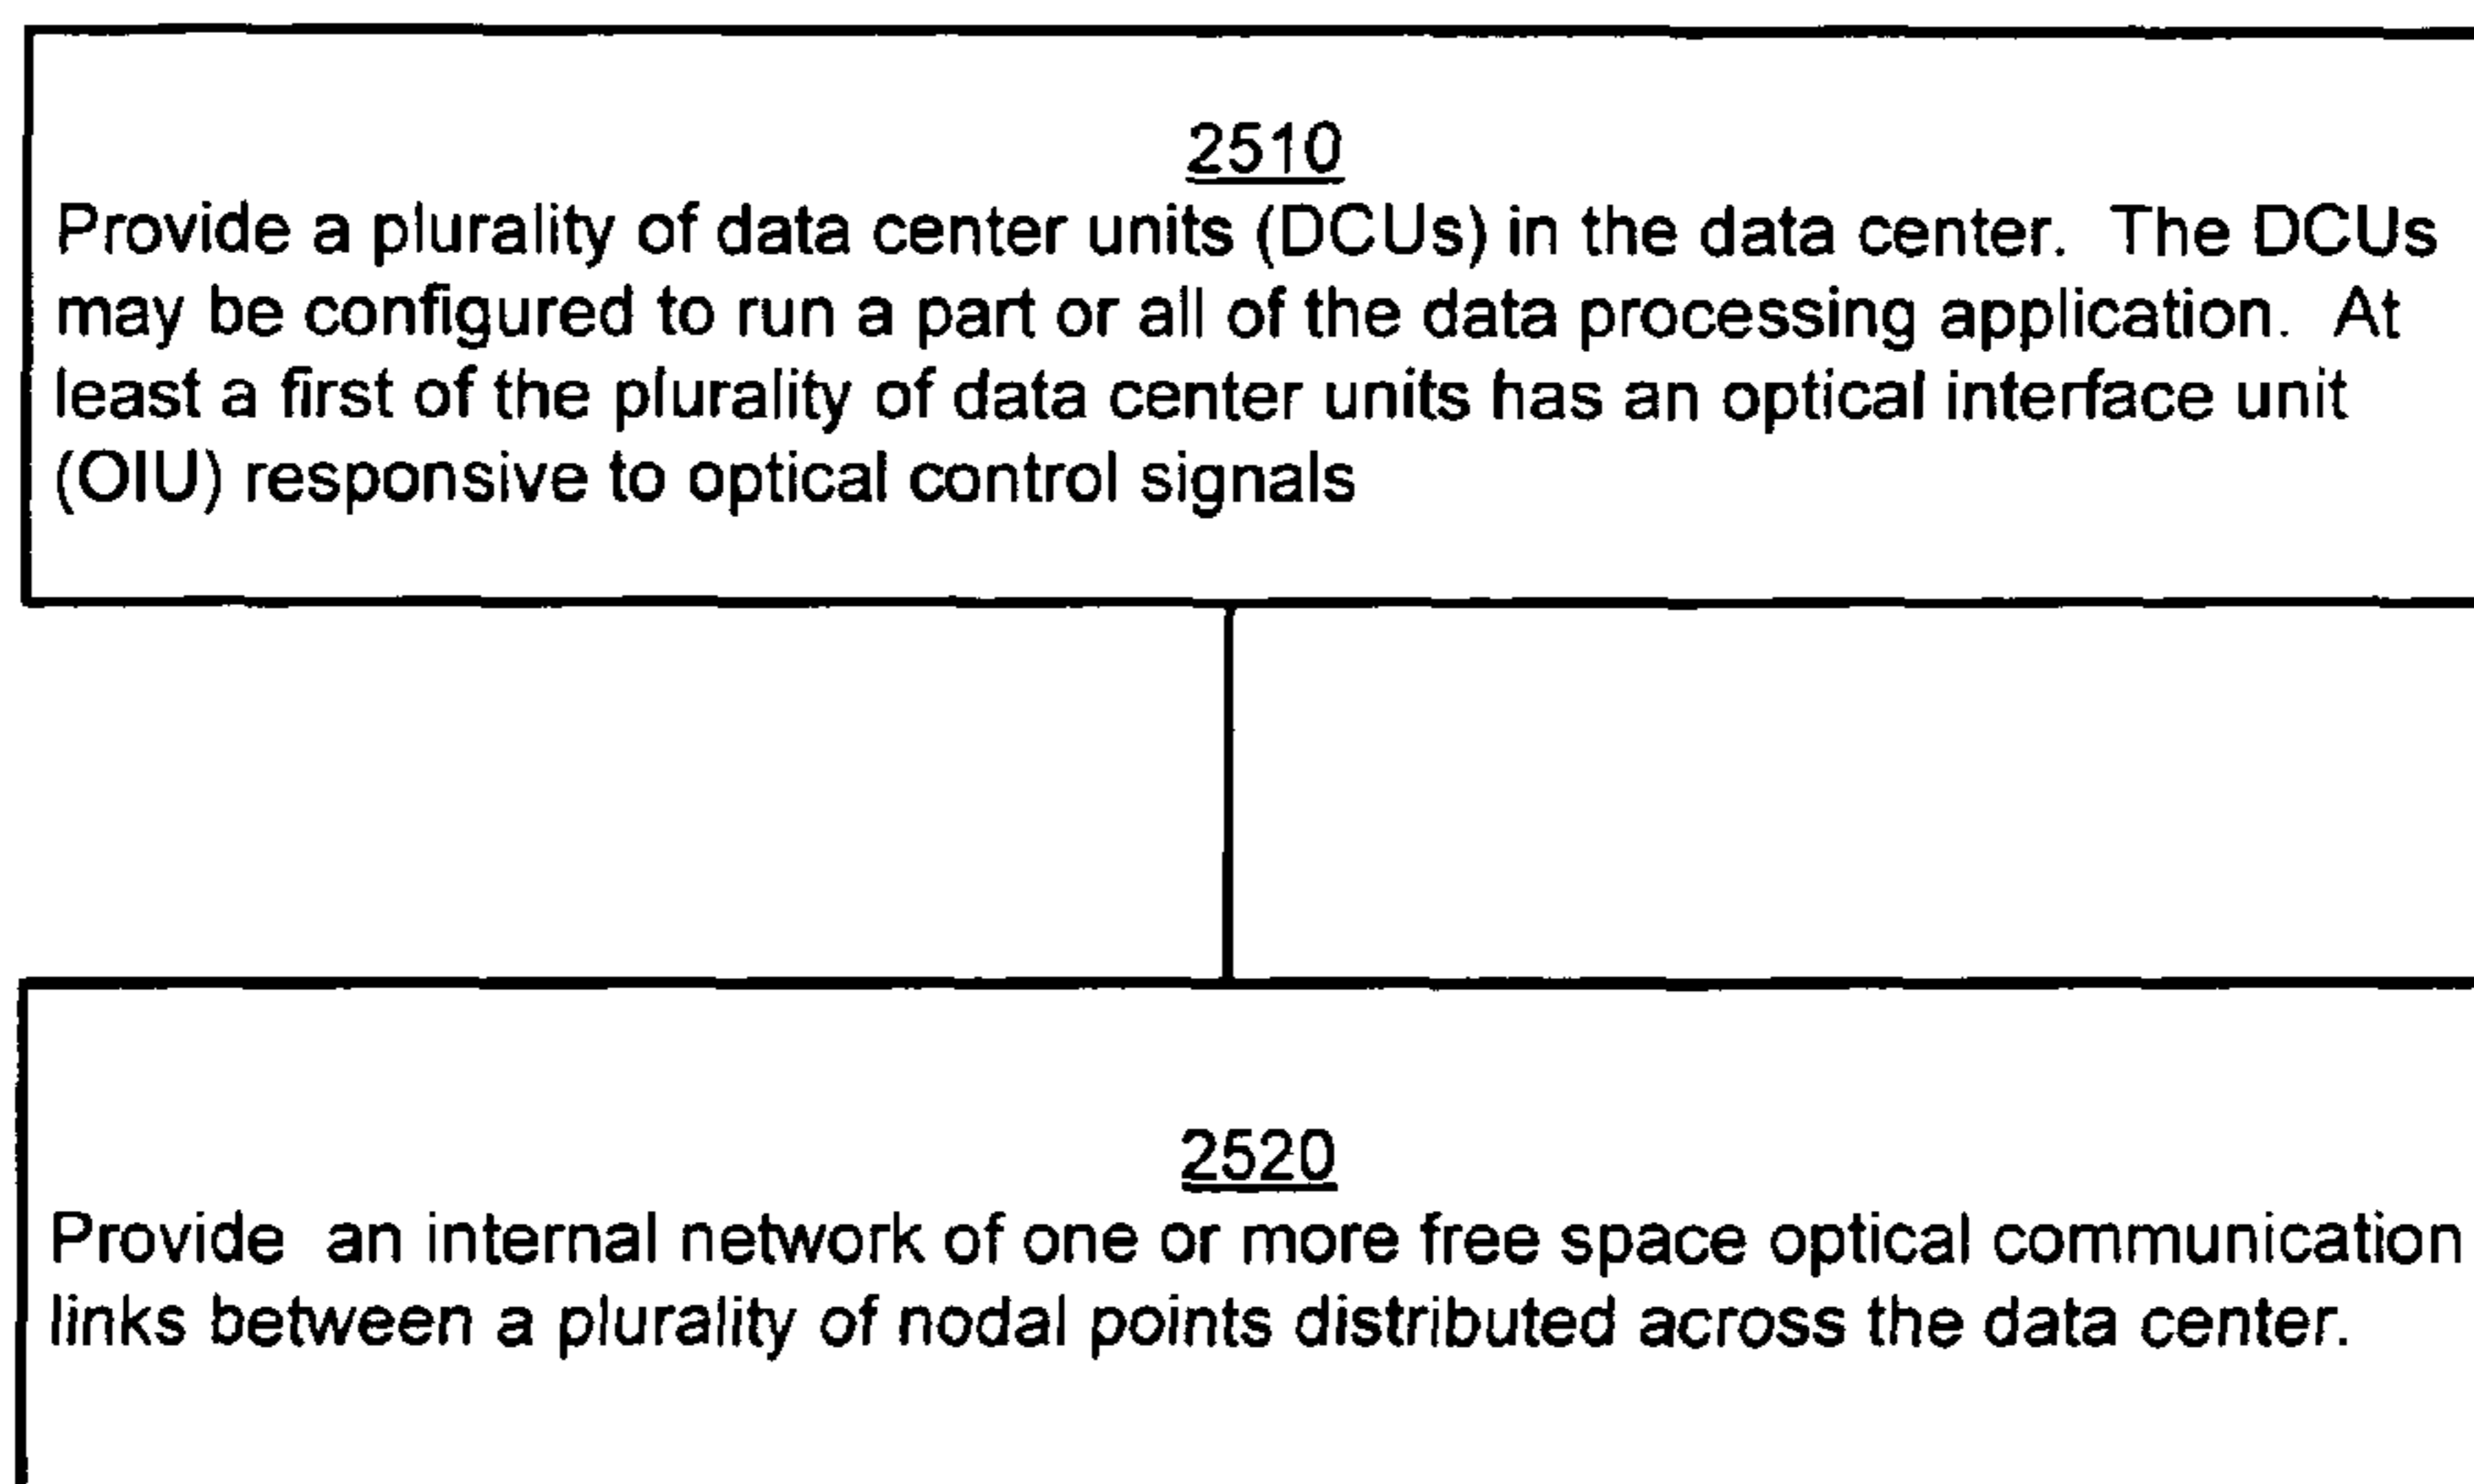 2510
Provide a plurality of data center units (DCUs) in the data center. The DCUs
may be configured to run a part or all of the data processing application. At
least a first of the plurality of data center units has an optical interface unit
(OIU) responsive to optical control signals
2520
Provide an internal network of one or more free space optical communication
links between a plurality of nodal points distributed across the data center.